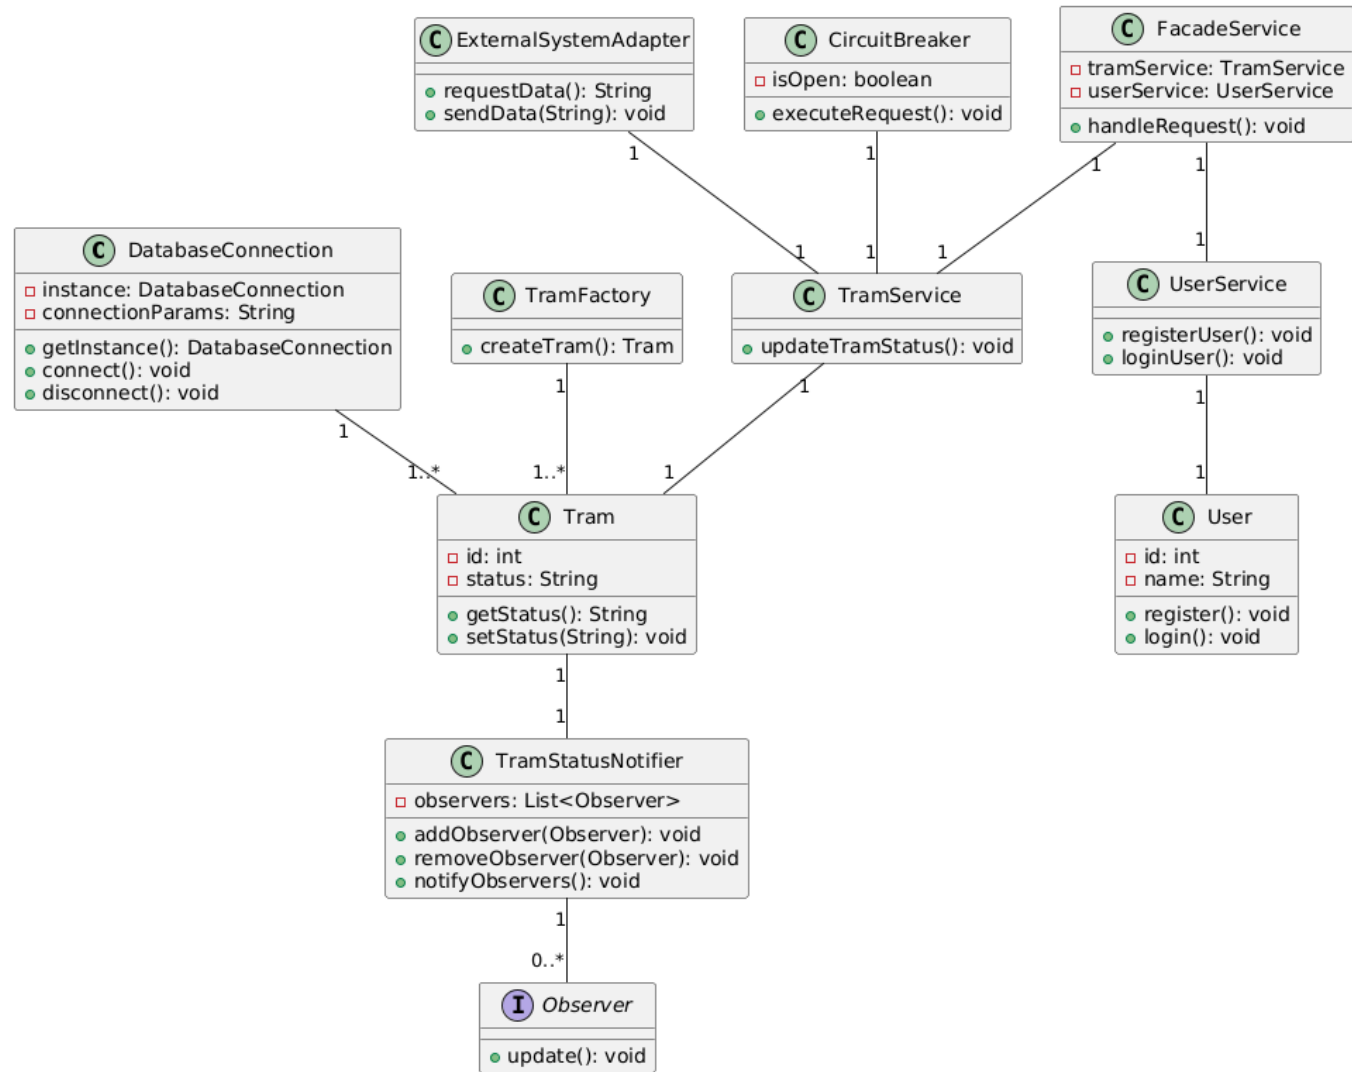 C ExternalSystemAdapter
requestData(): String
sendData(String): void
C CircuitBreaker
isOpen: boolean
executeRequest(): void
C FacadeService
tramService: TramService
userService: UserService
handleRequest(): void
1
1
1
1
1
1
1
1
C DatabaseConnection
instance: DatabaseConnection
connectionParams: String
getInstance(): DatabaseConnection
connect(): void
disconnect(): void
C TramFactory
createTram(): Tram
C TramService
updateTramStatus(): void
C UserService
registerUser(): void
loginUser(): void
1
1
1
1
1..*
1..*
1
1
C Tram
id: int
status: String
getStatus(): String
setStatus(String): void
C User
id: int
name: String
register(): void
login(): void
1
1
C TramStatusNotifier
observers: List<Observer>
addObserver(Observer): void
removeObserver(Observer): void
notifyObservers(): void
1
0..*
I Observer
update(): void